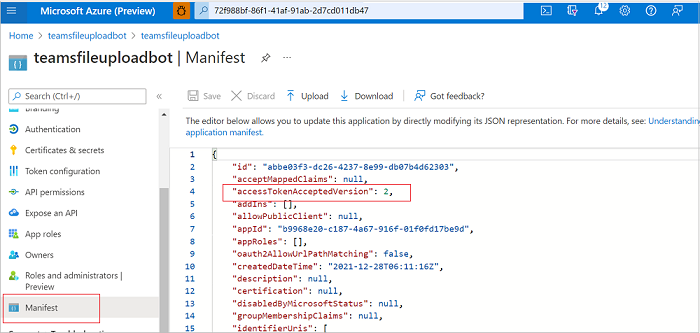 Microsoft Azure (Preview)
72f988bf-86f1-41af-91ab-2d7cd011db47
12
Home > teamsfileuploadbot > teamsfileuploadbot
teamsfileuploadbot | Manifest
Search (Ctrl+/)
«
Save
Discard
Upload
Download
Got feedback?
Branding
Authentication
Certificates & secrets
Token configuration
API permissions
Expose an API
App roles
Owners
Roles and administrators |
Preview
Manifest
The editor below allows you to update this application by directly modifying its JSON representation. For more details, see: Understanding
application manifest.
1 {
2 "id": "abbe03f3-dc26-4237-8e99-db07b4d62303",
3 "acceptMappedClaims": null,
4 "accessTokenAcceptedVersion": 2,
5 "addIns": [],
6 "allowPublicClient": null,
7 "appId": "b9968e20-c187-4a67-916f-01f0fd17be9d",
8 "appRoles": [],
9 "oauth2AllowUrlPathMatching": false,
10 "createdDateTime": "2021-12-28T06:11:16Z",
11 "description": null,
12 "certification": null,
13 "disabledByMicrosoftStatus": null,
14 "groupMembershipClaims": null,
15 "identifierUris": [